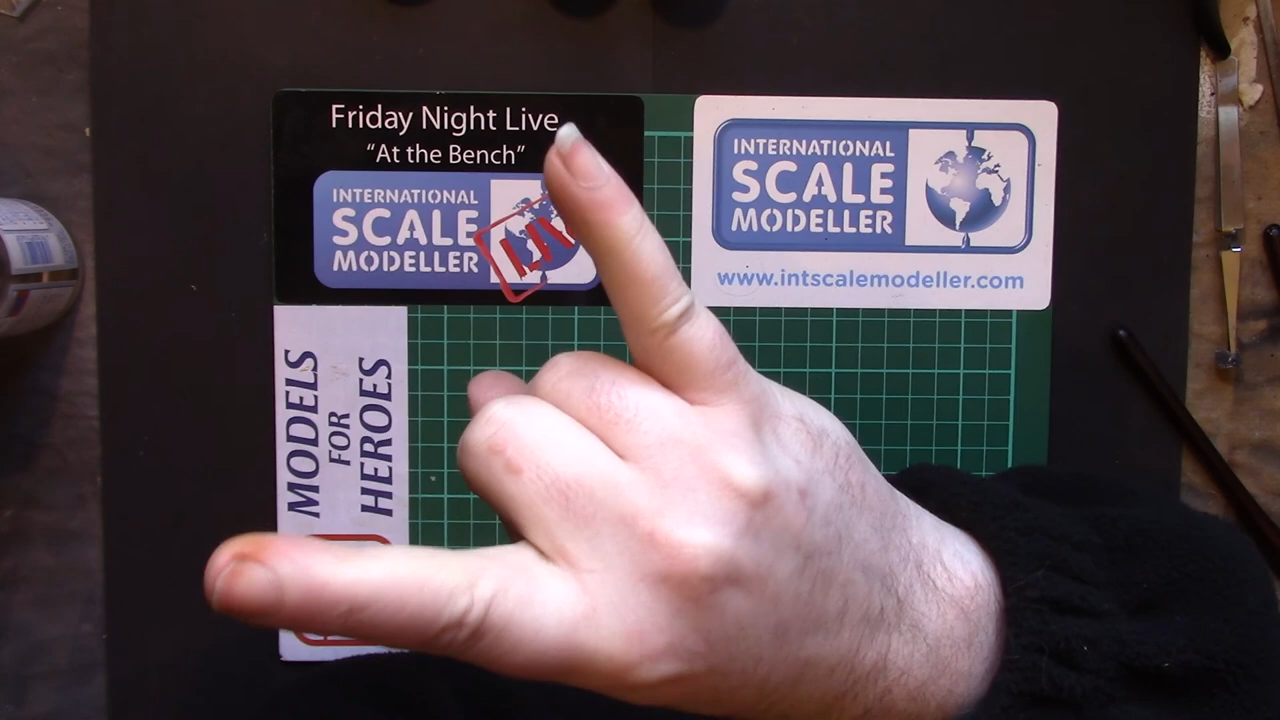 Friday Night Live
“At the Bench”
INTERNATIONAL
SCALE
MODELLER
INTERNATIONAL
SCALE
MODELLER
www.intscalemodeller.com
MODELS
FOR
HEROES